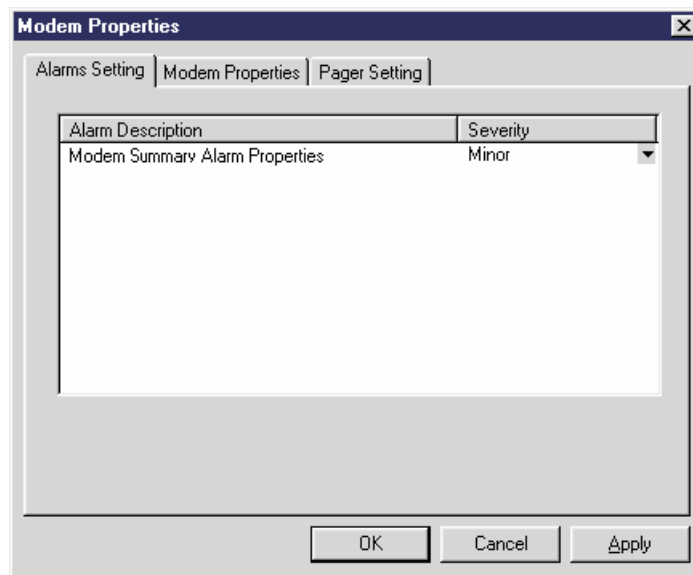 Modem Properties
Alarms Setting Modem Properties Pager Setting
Alarm Description Severity
Modem Summary Alarm Properties Minor
OK Cancel Apply